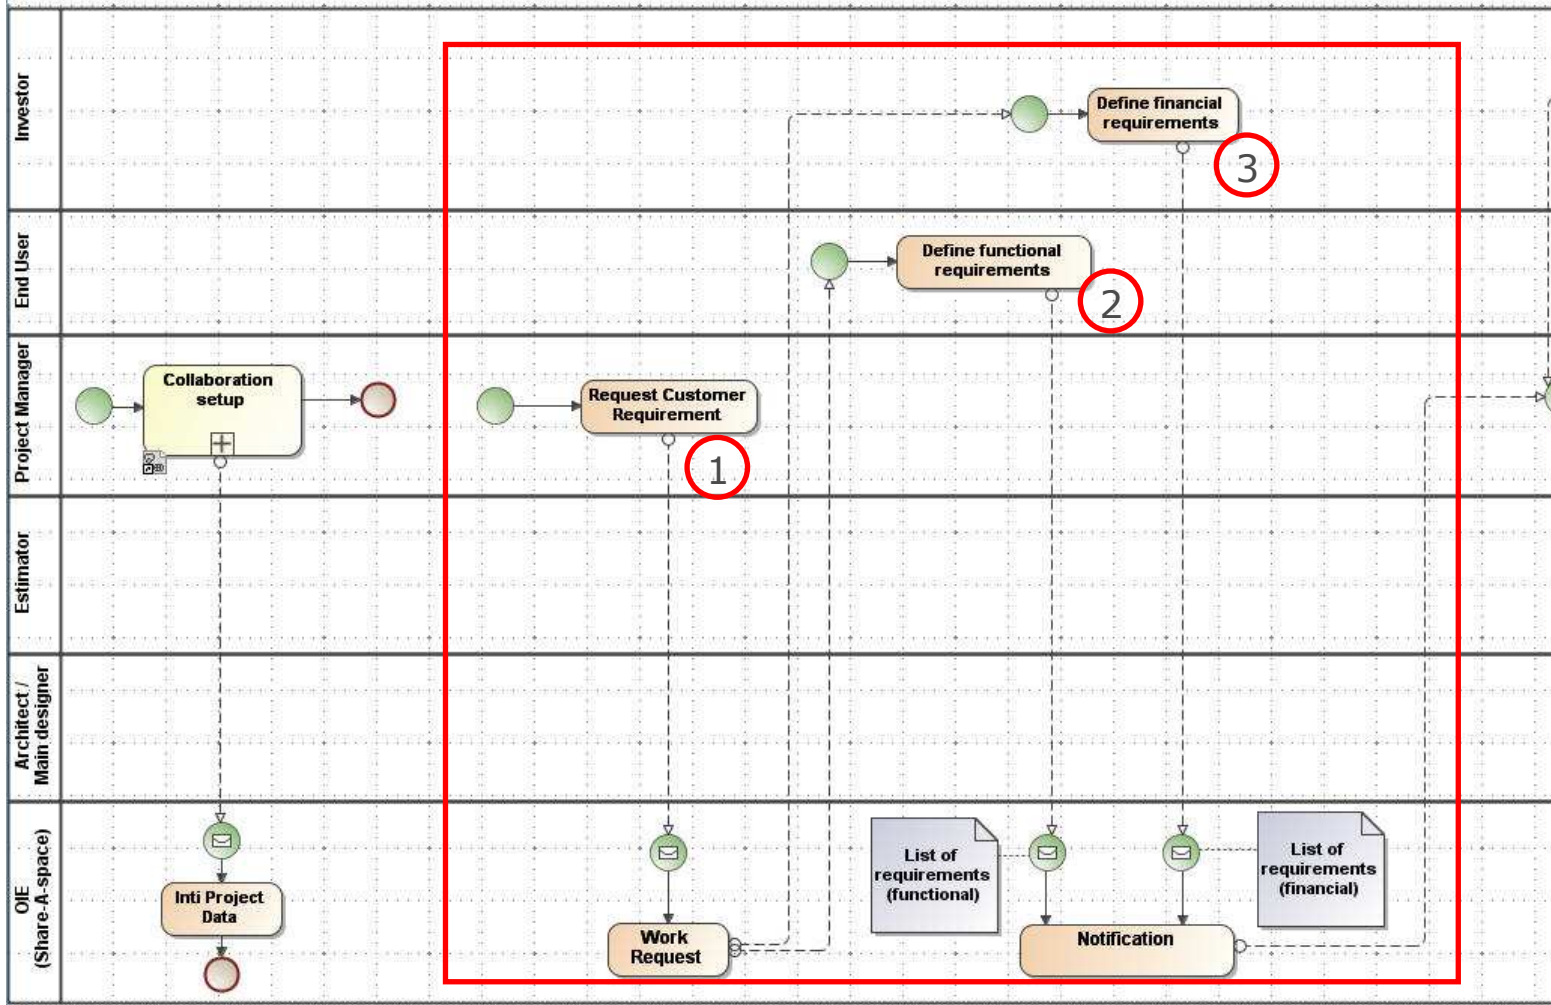 Investor
Define financial
requirements
3
End User
Define functional
requirements
2
Project Manager
Collaboration
setup
Request Customer
Requirement
1
Estimator
Architect /
Main designer
OIE
(Share-A-space)
Inti Project
Data
Work
Request
List of
requirements
(functional)
Notification
List of
requirements
(financial)